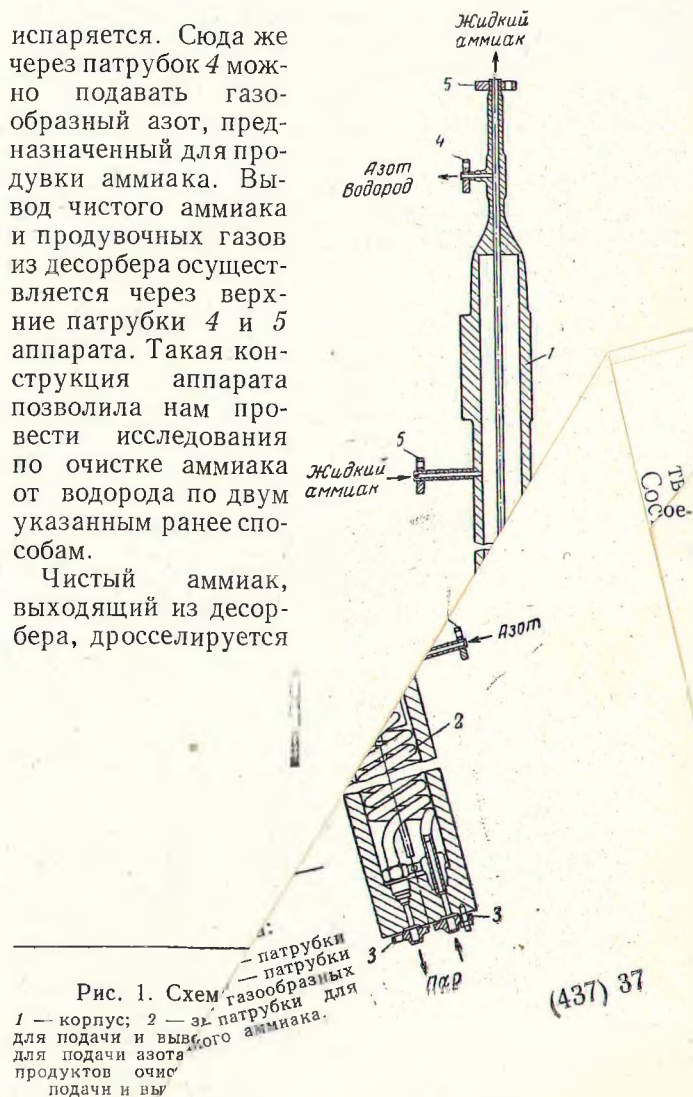 испаряется. Сюда же
через патрубок 4 мож-
но подавать газо-
образный азот, пред-
назначенный для про-
дувки аммиака. Вы-
вод чистого аммиака
и продувочных газов
из десорбера осущест-
вляется через верх-
ние патрубки 4 и 5
аппарата. Такая кон-
струкция аппарата
позволила нам про-
вести исследования
по очистке аммиака
от водорода по двум
указанным ранее спо-
собам.
Чистый аммиак,
выходящий из десор-
бера, дросселируется
Жидкий
аммиак
5
4
Азот
Водород
1
5
Жидкий
аммиак
Азот
2
3
3
Пар
ть
Сосое-
Рис. 1. Схем
1 — корпус; 2 —
для подачи и выв
для подачи азота
продуктов очис
подачи и вы
— патрубки
— патрубки
газообразных
патрубки для
кого аммиака.
(437) 37